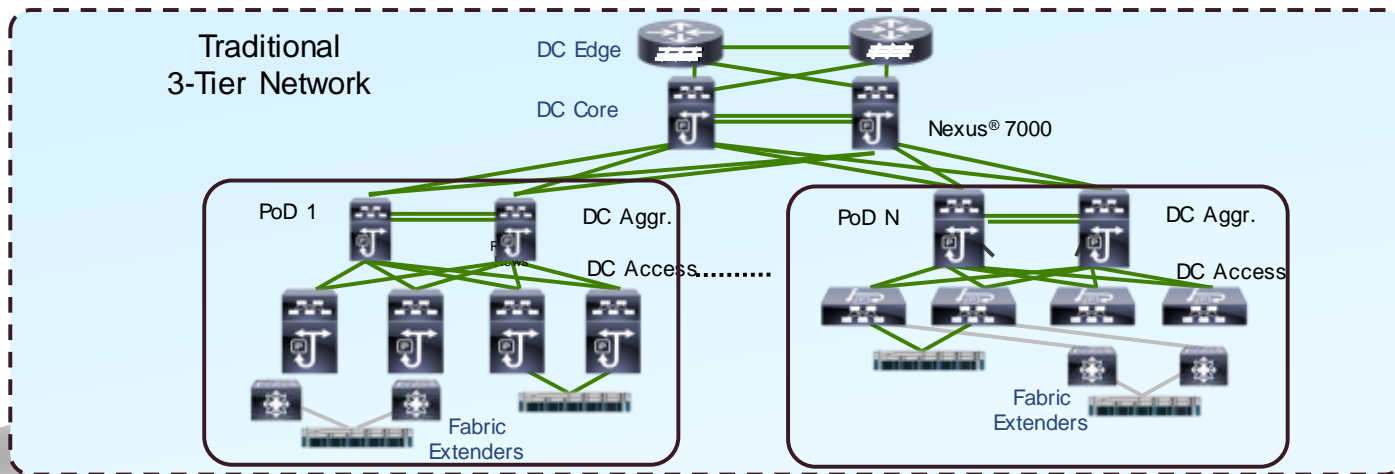 Traditional
3-Tier Network
DC Edge
DC Core
Nexus® 7000
PoD 1
DC Aggr.
DC Access
Fabric
Extenders
PoD N
DC Aggr.
DC Access
Fabric
Extenders